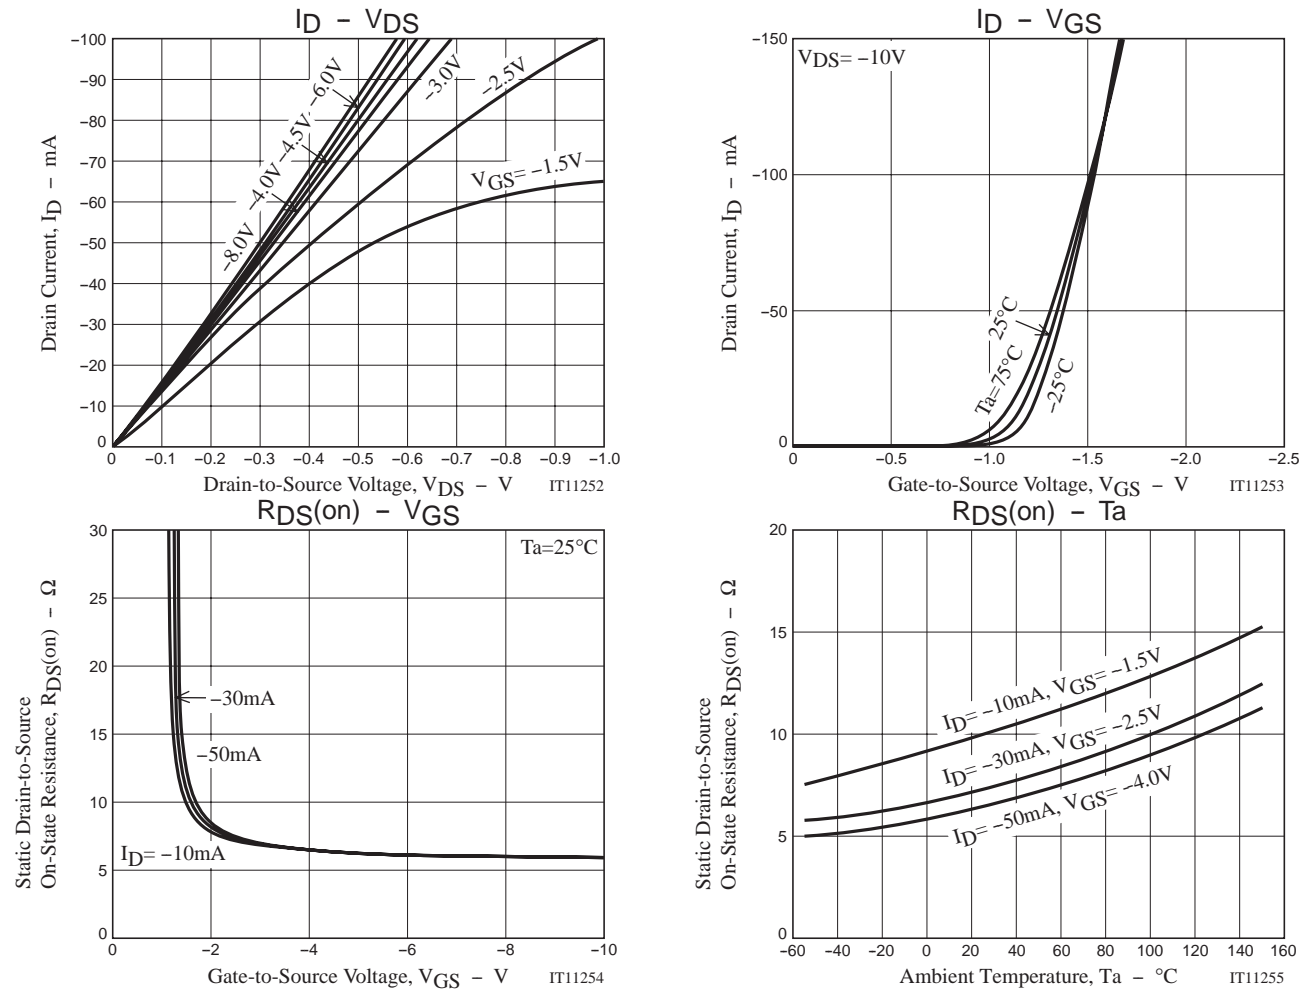 ID – VDS
–100
–90
–80
–70
–60
–50
–40
–30
–20
–10
0
0 –0.1 –0.2 –0.3 –0.4 –0.5 –0.6 –0.7 –0.8 –0.9 –1.0
Drain Current, ID – mA
Drain-to-Source Voltage, VDS – V IT11252
–8.0V
–4.0V
–4.5V
–6.0V
–3.0V
–2.5V
VGS= –1.5V
ID – VGS
VDS= –10V
–150
–100
–50
0
0 –0.5 –1.0 –1.5 –2.0 –2.5
Drain Current, ID – mA
Gate-to-Source Voltage, VGS – V IT11253
Ta=75°C
25°C
–25°C
RDS(on) – VGS
Ta=25°C
30
25
20
15
10
5
0
0 –2 –4 –6 –8 –10
Static Drain-to-Source
On-State Resistance, RDS(on) – Ω
Gate-to-Source Voltage, VGS – V IT11254
–30mA
–50mA
ID= –10mA
RDS(on) – Ta
20
15
10
5
0
–60 –40 –20 0 20 40 60 80 100 120 140 160
Static Drain-to-Source
On-State Resistance, RDS(on) – Ω
Ambient Temperature, Ta – °C IT11255
ID= –10mA, VGS= –1.5V
ID= –30mA, VGS= –2.5V
ID= –50mA, VGS= –4.0V